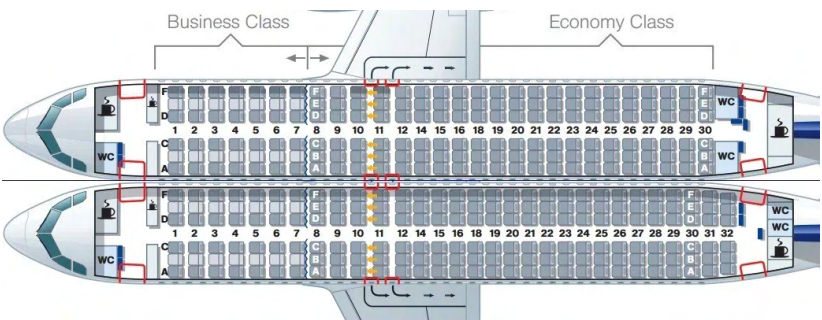 Business Class Economy Class
F F F
E E WC
D D D
1 2 3 4 5 6 7 8 9 10 11 12 14 15 16 18 19 20 21 22 23 24 25 26 27 28 29 30
C C C
WC B B WC
A A A
F F F
E E WC
D D D
1 2 3 4 5 6 7 8 9 10 11 12 14 15 16 18 19 20 21 22 23 24 25 26 27 28 29 30 31 32 WC
C C C
WC B B
A A A